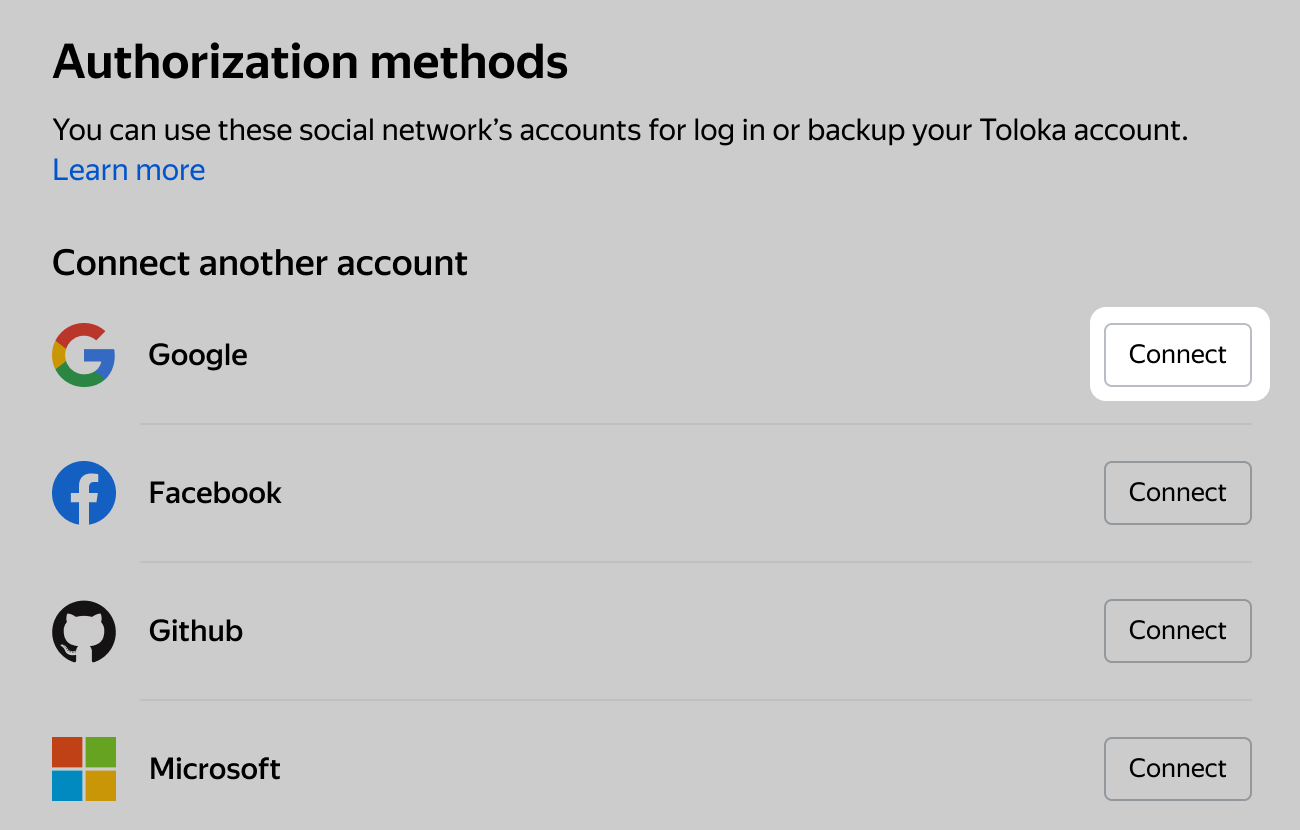 Authorization methods
You can use these social network’s accounts for log in or backup your Toloka account.
Learn more
Connect another account
Google
Connect
Facebook
Connect
Github
Connect
Microsoft
Connect